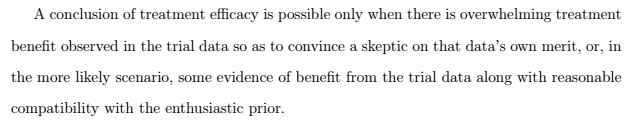 A conclusion of treatment efficacy is possible only when there is overwhelming treatment
benefit observed in the trial data so as to convince a skeptic on that data's own merit, or, in
the more likely scenario, some evidence of benefit from the trial data along with reasonable
compatibility with the enthusiastic prior.